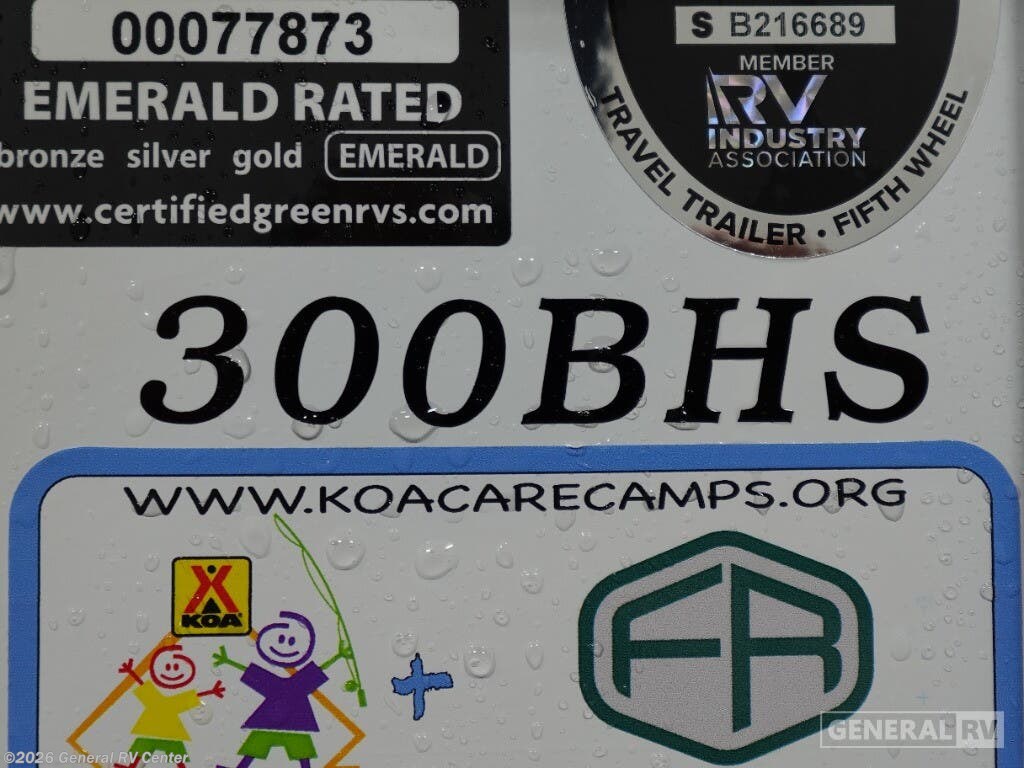 00077873
EMERALD RATED
bronze silver gold EMERALD
www.certifiedgreenrvs.com
S B216689
MEMBER
RV
INDUSTRY
ASSOCIATION
TRAVEL TRAILER • FIFTH WHEEL
300BHS
WWW.KOACARECAMPS.ORG
KOA
+
FR
GENERAL RV
©2026 General RV Center